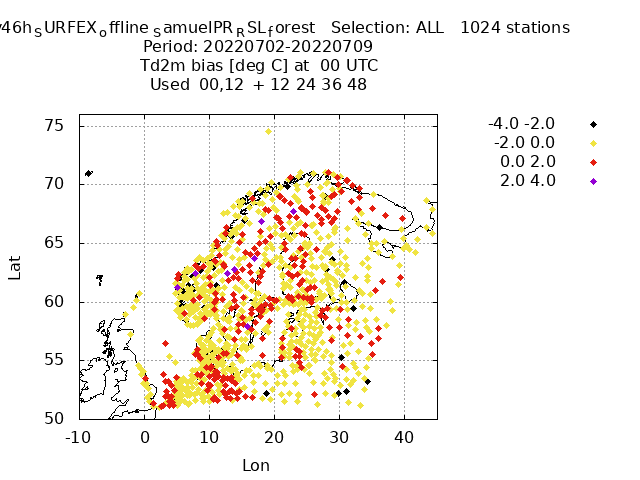 46h_SURFEX_offline_SamuelPR_RSL_forest   Selection: ALL   1024 stations
Period: 20220702-20220709
Td2m bias [deg C] at  00 UTC
Used  00,12  + 12 24 36 48
-4.0 -2.0
-2.0 0.0
0.0 2.0
2.0 4.0
75
70
65
60
55
50
Lat
-10 0 10 20 30 40
Lon